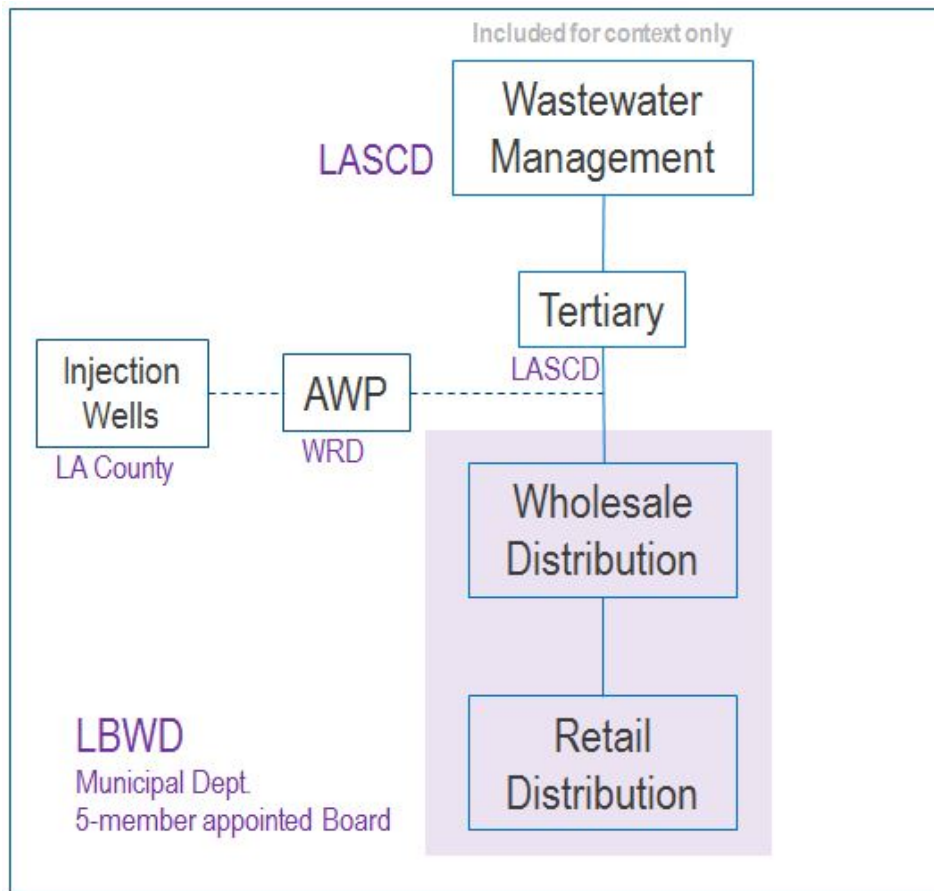 Included for context only
Wastewater
Management
LASCD
Tertiary
LASCD
Injection
Wells
LA County
AWP
WRD
Wholesale
Distribution
Retail
Distribution
LBWD
Municipal Dept.
5-member appointed Board